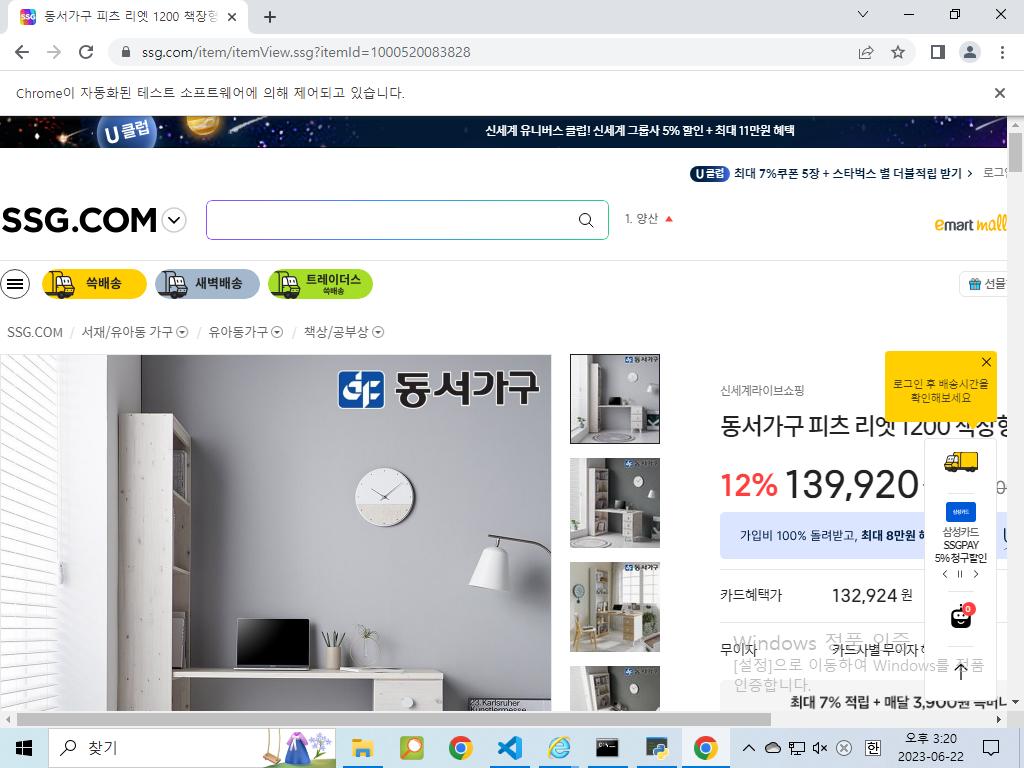 동서가구 피츠 리엣 1200 책장형
ssg.com/item/itemView.ssg?itemId=1000520083828
Chrome이 자동화된 테스트 소프트웨어에 의해 제어되고 있습니다.
U 클럽
신세계 유니버스 클럽! 신세계 그룹사 5% 할인 + 최대 11만원 혜택
U 클럽 최대 7%쿠폰 5장 + 스타벅스 별 더블적립 받기 >
로그인
SSG.COM
1. 양산
emart mall
쓱배송
새벽배송
트레이더스
쓱배송
선물
SSG.COM / 서재/유아동 가구 / 유아동가구 / 책상/공부상
동서가구
신세계라이브쇼핑
로그인 후 배송시간을
확인해보세요
동서가구 피츠 리엣 1200 책장형
12% 139,920
가입비 100% 돌려받고, 최대 8만원
삼성카드
삼성카드
SSGPAY
5% 청구할인
카드혜택가 132,924 원
0
무이자 카드사별 무이자
Windows 정품 인증
[설정]으로 이동하여 Windows를 정품
인증합니다.
최대 7% 적립 + 매달 3,900원
23.Karlsruher
Künstlermesse
찾기
오후 3:20
한
2023-06-22